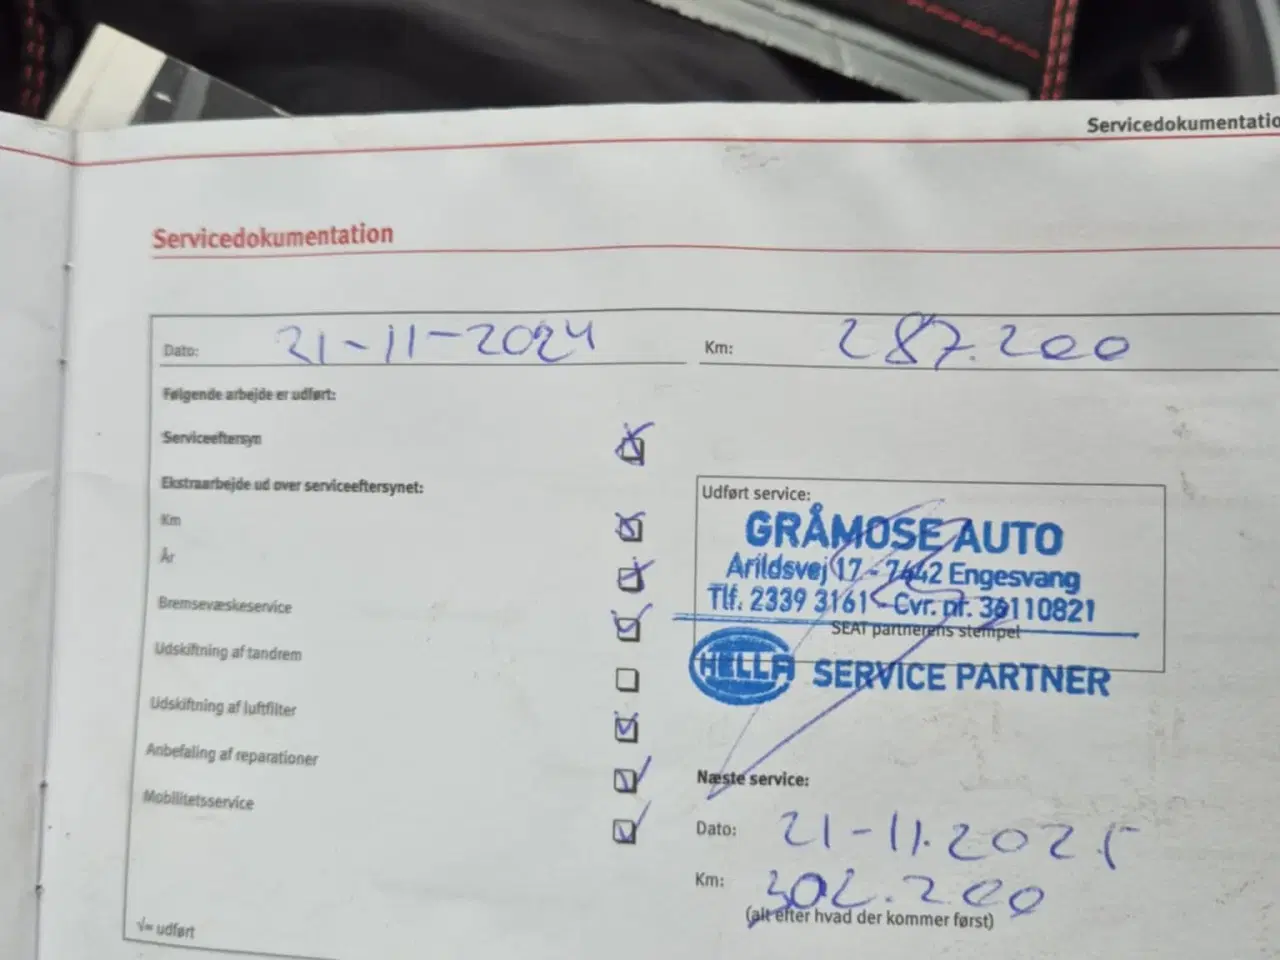 Servicedokumentatio
Servicedokumentation
Dato: 21-11-2024 Km: 287.200
Følgende arbejde er udført:
Serviceeftersyn
Ekstraarbejde ud over serviceeftersynet:
Km
År
Bremsevæskeservice
Udskiftning af tandrem
Udskiftning af luftfilter
Anbefaling af reparationer
Mobilitetsservice
√= udført
Udført service:
GRÅMOSE AUTO
Arildsvej 17 - 7442 Engesvang
Tlf. 2339 3161 - Cvr. nr. 36110821
SEAT partnerens stempel
HELLA SERVICE PARTNER
Næste service:
Dato: 21-11.2025
Km: 302.200
(alt efter hvad der kommer først)